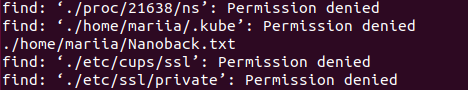 find: ‘./proc/21638/ns’: Permission denied
find: ‘./home/mariia/.kube’: Permission denied
./home/mariia/Nanoback.txt
find: ‘./etc/cups/ssl’: Permission denied
find: ‘./etc/ssl/private’: Permission denied